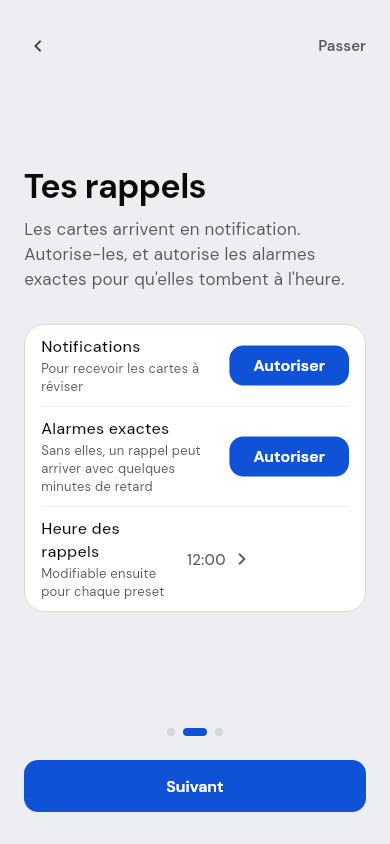 Passer
Tes rappels
Les cartes arrivent en notification.
Autorise-les, et autorise les alarmes
exactes pour qu'elles tombent à l'heure.
Notifications
Pour recevoir les cartes à
réviser
Autoriser
Alarmes exactes
Sans elles, un rappel peut
arriver avec quelques
minutes de retard
Autoriser
Heure des
rappels
Modifiable ensuite
pour chaque preset
12:00
Suivant